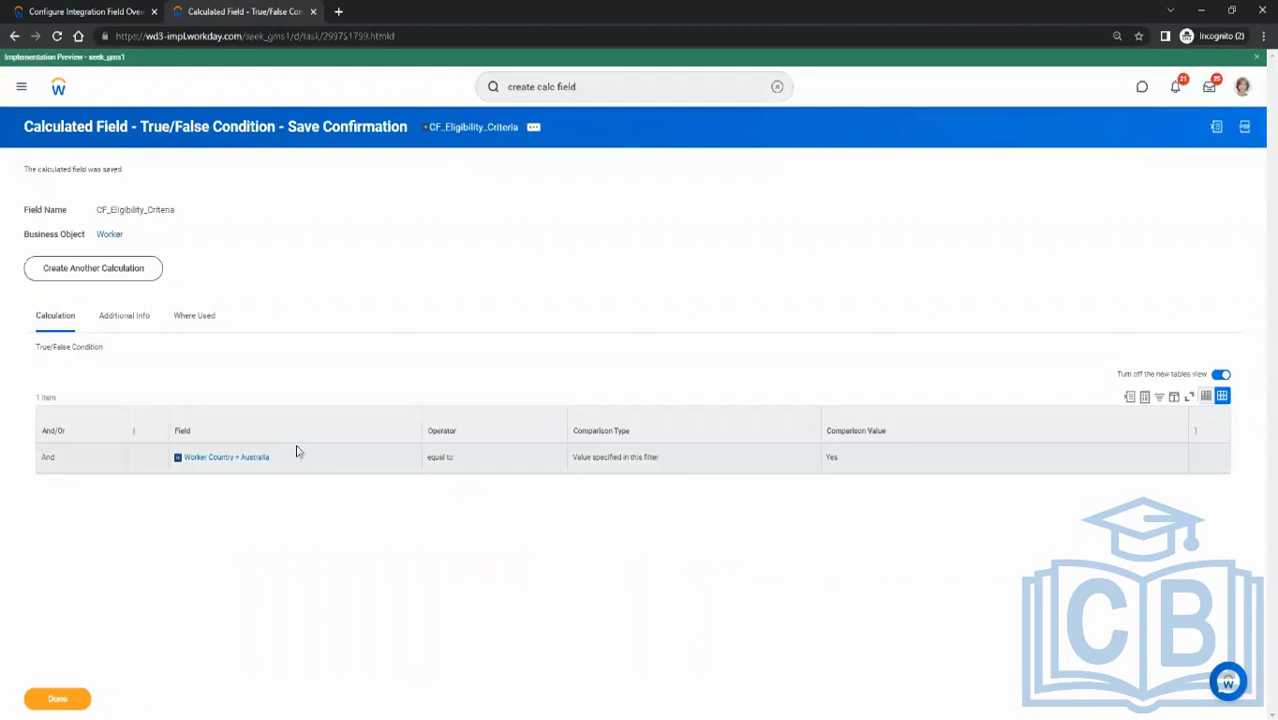 Configure Integration Field Over
Calculated Field - True/False Con
https://wd3-impl.workday.com/seek_gms1/d/task/2997$1799.htmld
Incognito (2)
Implementation Preview - seek_gms1
create calc field
21
25
Calculated Field - True/False Condition - Save Confirmation
CF_Eligibility_Criteria
The calculated field was saved.
Field Name CF_Eligibility_Criteria
Business Object Worker
Create Another Calculation
Calculation Additional Info Where Used
True/False Condition
Turn off the new tables view
1 item
And/Or ( Field Operator Comparison Type Comparison Value )
And Worker Country = Australia equal to Value specified in this filter Yes
CB
Done